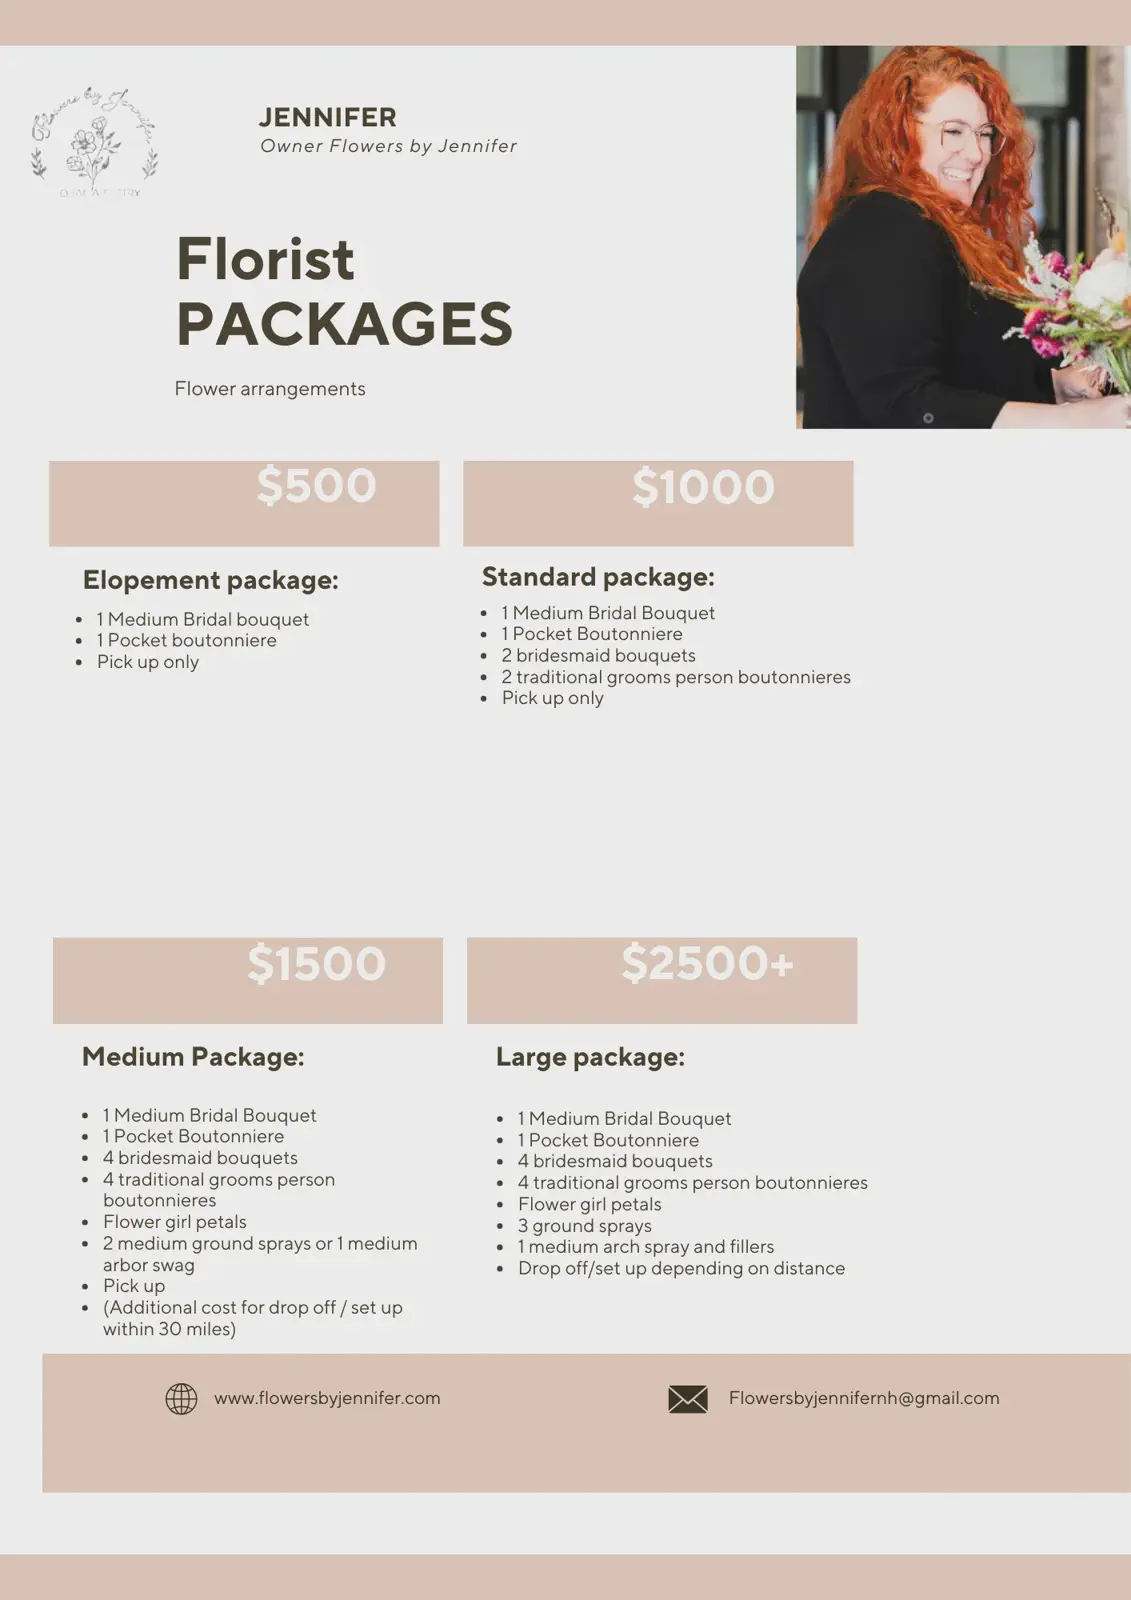 Flowers by Jennifer
JENNIFER
Owner Flowers by Jennifer
Florist
PACKAGES
Flower arrangements
$500
Elopement package:
• 1 Medium Bridal bouquet
• 1 Pocket boutonniere
• Pick up only
$1000
Standard package:
• 1 Medium Bridal Bouquet
• 1 Pocket Boutonniere
• 2 bridesmaid bouquets
• 2 traditional grooms person boutonnieres
• Pick up only
$1500
Medium Package:
• 1 Medium Bridal Bouquet
• 1 Pocket Boutonniere
• 4 bridesmaid bouquets
• 4 traditional grooms person
boutonnieres
• Flower girl petals
• 2 medium ground sprays or 1 medium
arbor swag
• Pick up
• (Additional cost for drop off / set up
within 30 miles)
$2500+
Large package:
• 1 Medium Bridal Bouquet
• 1 Pocket Boutonniere
• 4 bridesmaid bouquets
• 4 traditional grooms person boutonnieres
• Flower girl petals
• 3 ground sprays
• 1 medium arch spray and fillers
• Drop off/set up depending on distance
www.flowersbyjennifer.com
Flowersbyjennifernh@gmail.com